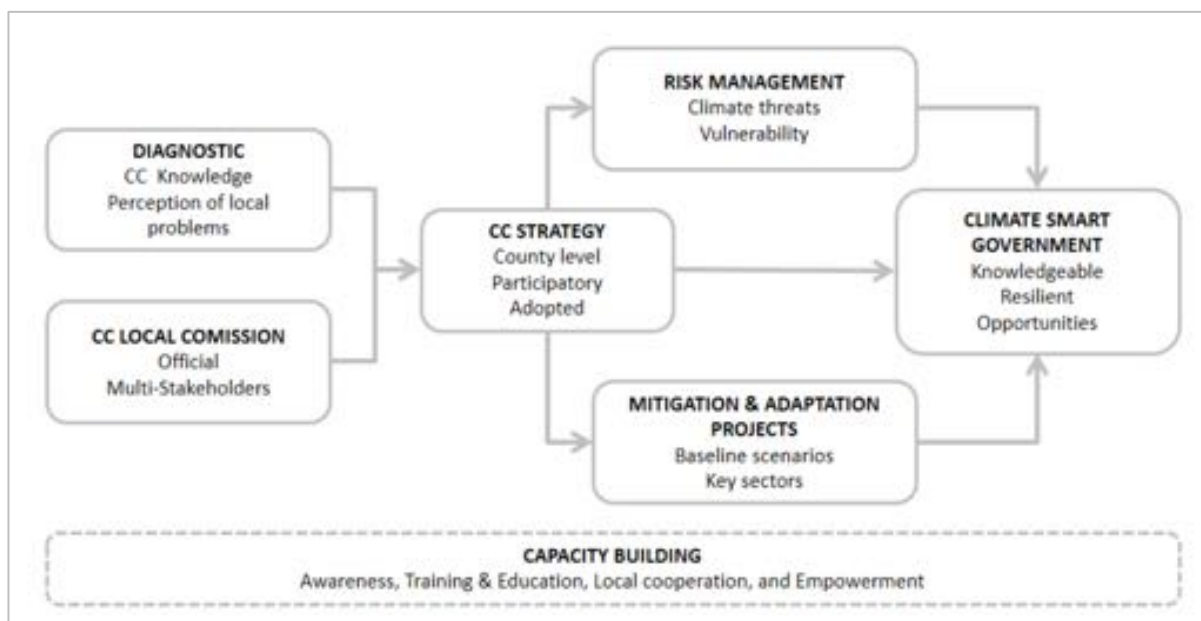 DIAGNOSTIC
CC Knowledge
Perception of local
problems
CC LOCAL COMISSION
Official
Multi-Stakeholders
CC STRATEGY
County level
Participatory
Adopted
RISK MANAGEMENT
Climate threats
Vulnerability
MITIGATION & ADAPTATION
PROJECTS
Baseline scenarios
Key sectors
CLIMATE SMART
GOVERNMENT
Knowledgeable
Resilient
Opportunities
CAPACITY BUILDING
Awareness, Training & Education, Local cooperation, and Empowerment